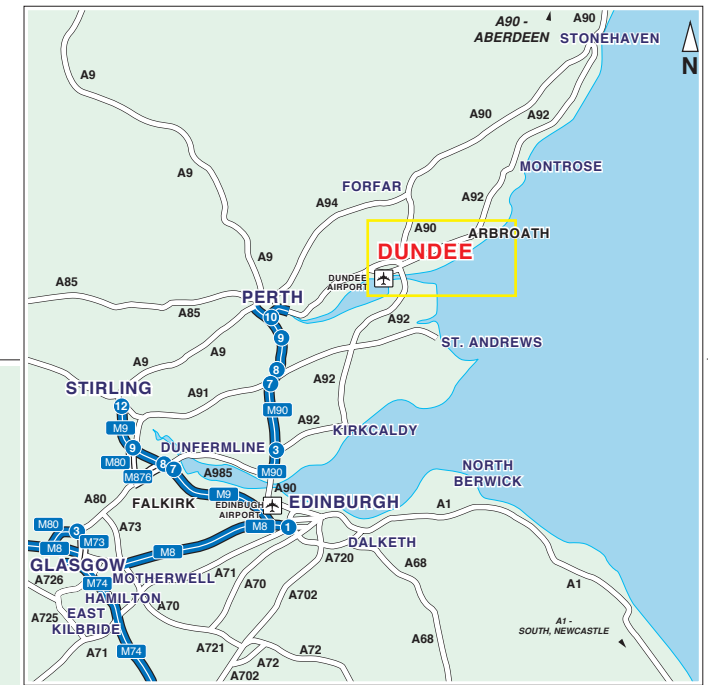 A90 -
ABERDEEN
A90
STONEHAVEN
N
A9
A90
A92
MONTROSE
A9
FORFAR
A94
A92
A90
ARBROATH
DUNDEE
A9
DUNDEE
AIRPORT
A85
A85
PERTH
10
9
A92
ST. ANDREWS
A9
A9
8
7
A92
STIRLING
A91
12
M90
M9
A92
KIRKCALDY
DUNFERMLINE
3
9
M80
8
7
A985
M90
M876
NORTH
BERWICK
A90
A80
FALKIRK
M9
EDINBUGH
AIRPORT
EDINBURGH
A1
M80
3
A73
M8
1
M73
DALKETH
M8
M8
A720
GLASGOW
A68
A71
A726
M74
MOTHERWELL
A70
A1
HAMILTON
A702
A70
EAST
KILBRIDE
A725
A1 -
SOUTH, NEWCASTLE
A68
A721
A71
M74
A72
A72
A702